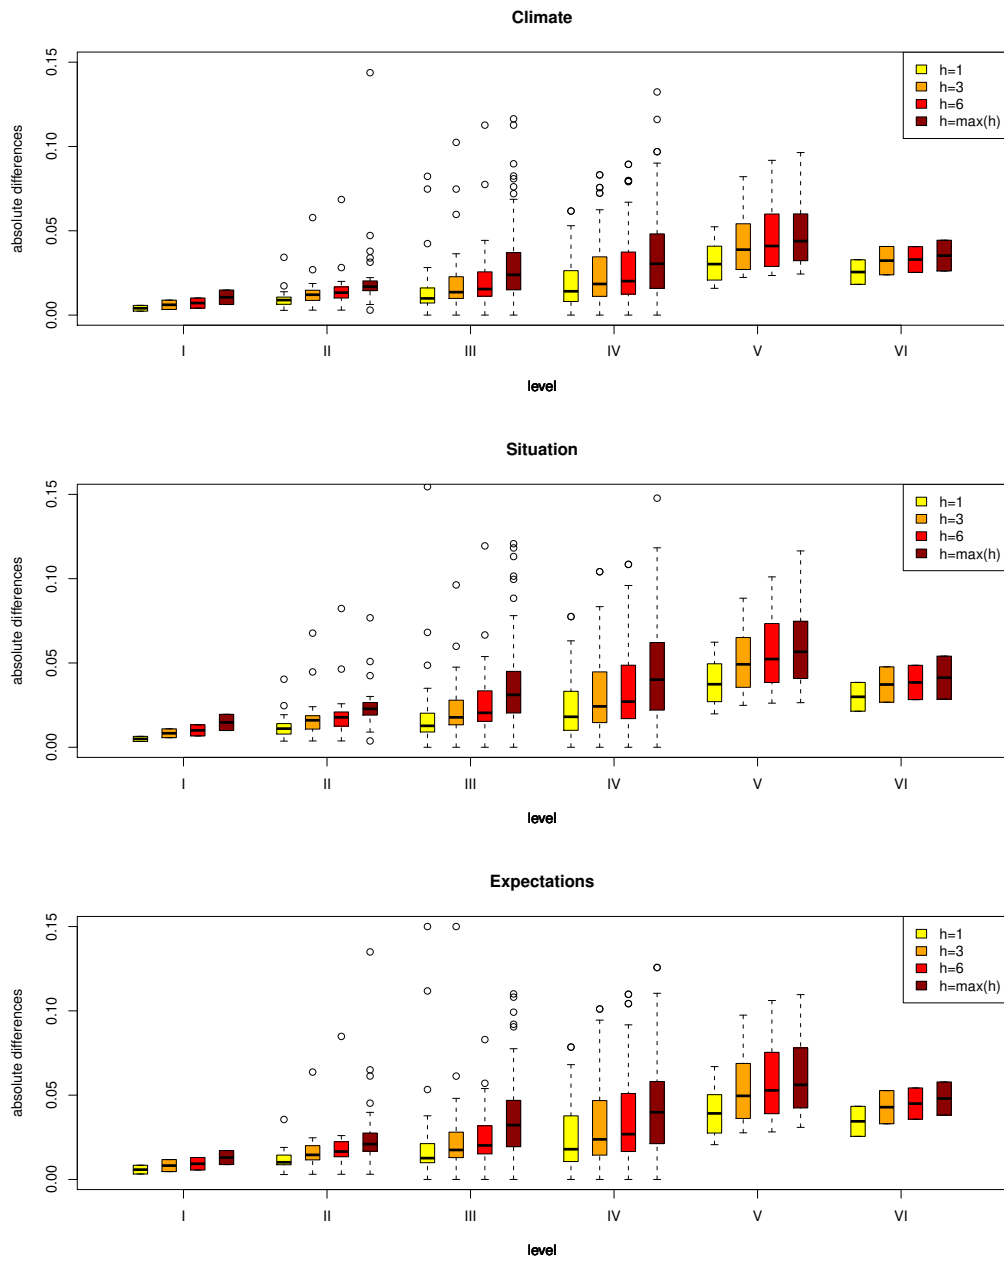 Climate
0.15
0.10
0.05
0.00
absolute differences
h=1
h=3
h=6
h=max(h)
I II III IV V VI
level
Situation
0.15
0.10
0.05
0.00
absolute differences
h=1
h=3
h=6
h=max(h)
I II III IV V VI
level
Expectations
0.15
0.10
0.05
0.00
absolute differences
h=1
h=3
h=6
h=max(h)
I II III IV V VI
level